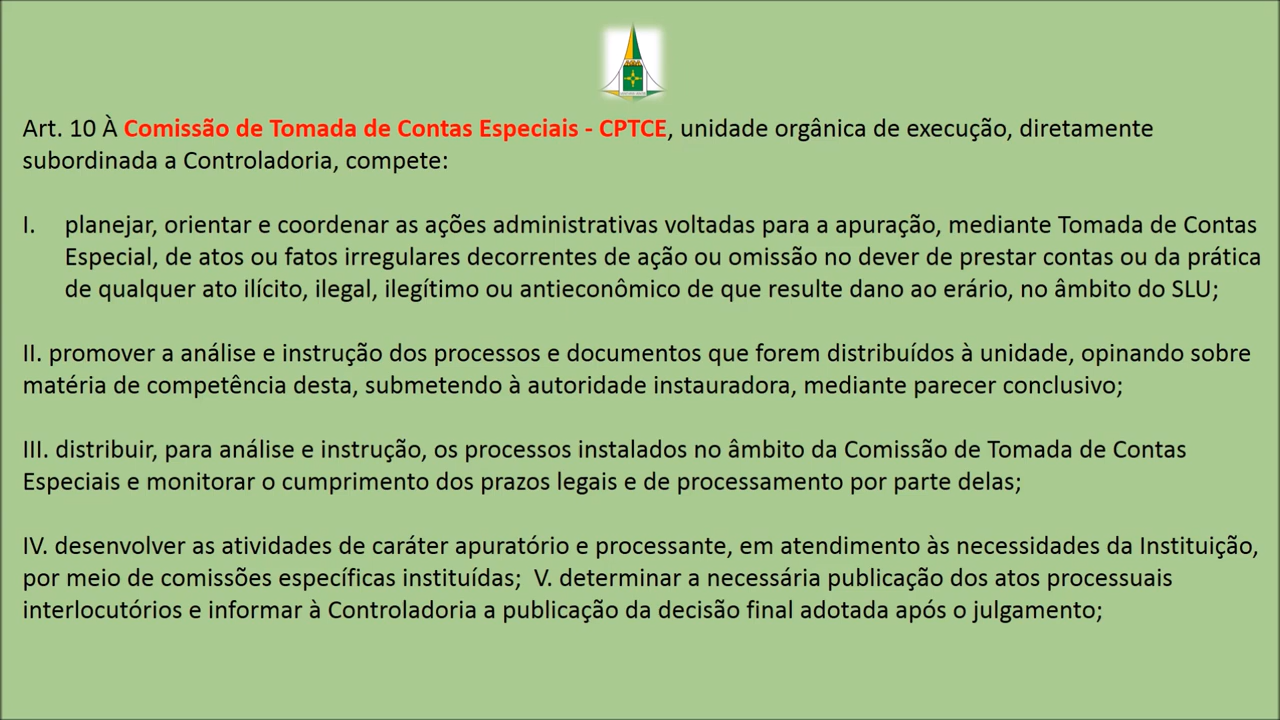 Art. 10 À Comissão de Tomada de Contas Especiais - CPTCE, unidade orgânica de execução, diretamente
subordinada a Controladoria, compete:
I. planejar, orientar e coordenar as ações administrativas voltadas para a apuração, mediante Tomada de Contas
Especial, de atos ou fatos irregulares decorrentes de ação ou omissão no dever de prestar contas ou da prática
de qualquer ato ilícito, ilegal, ilegítimo ou antieconômico de que resulte dano ao erário, no âmbito do SLU;
II. promover a análise e instrução dos processos e documentos que forem distribuídos à unidade, opinando sobre
matéria de competência desta, submetendo à autoridade instauradora, mediante parecer conclusivo;
III. distribuir, para análise e instrução, os processos instalados no âmbito da Comissão de Tomada de Contas
Especiais e monitorar o cumprimento dos prazos legais e de processamento por parte delas;
IV. desenvolver as atividades de caráter apuratório e processante, em atendimento às necessidades da Instituição,
por meio de comissões específicas instituídas; V. determinar a necessária publicação dos atos processuais
interlocutórios e informar à Controladoria a publicação da decisão final adotada após o julgamento;